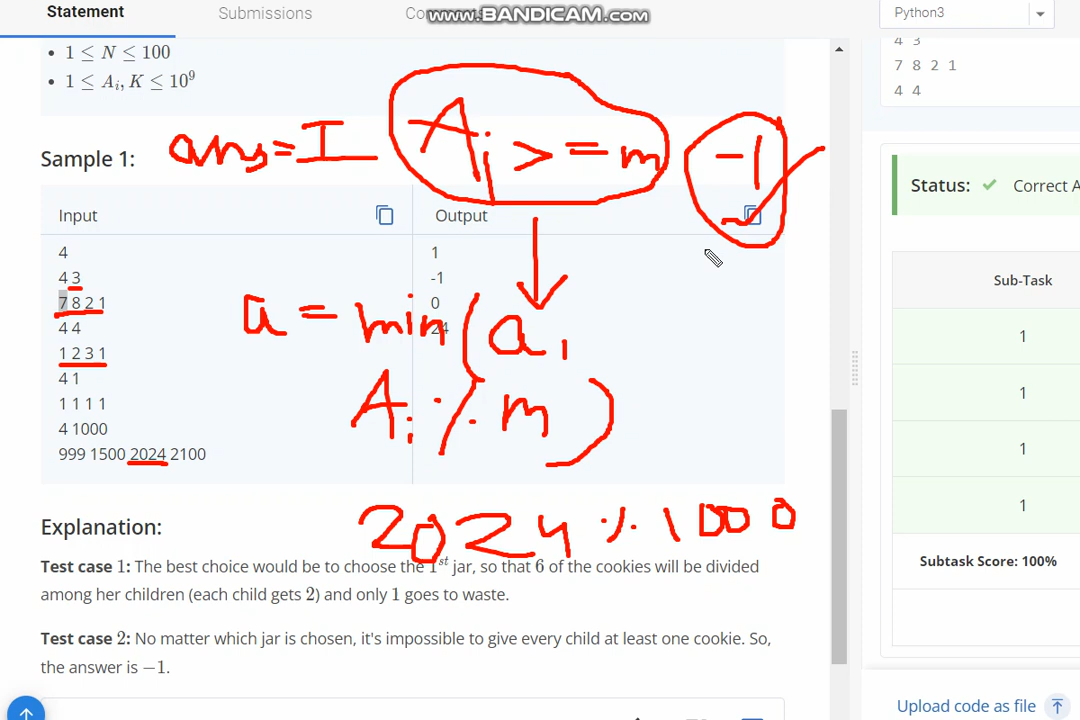 Statement
Submissions
www.BANDICAM.com
Python3
• 1 ≤ N ≤ 100
• 1 ≤ Ai, K ≤ 10^9
4 3
7 8 2 1
4 4
ans = I
Ai >= m
-1
Sample 1:
Input
Output
4
4 3
7 8 2 1
4 4
1 2 3 1
4 1
1 1 1 1
4 1000
999 1500 2024 2100
1
-1
0
24
a = min(a,
Ai % m)
2024 % 1000
Explanation:
Test case 1: The best choice would be to choose the 1st jar, so that 6 of the cookies will be divided
among her children (each child gets 2) and only 1 goes to waste.
Test case 2: No matter which jar is chosen, it's impossible to give every child at least one cookie. So,
the answer is −1.
Status:
Correct A
Sub-Task
1
1
1
1
Subtask Score: 100%
Upload code as file